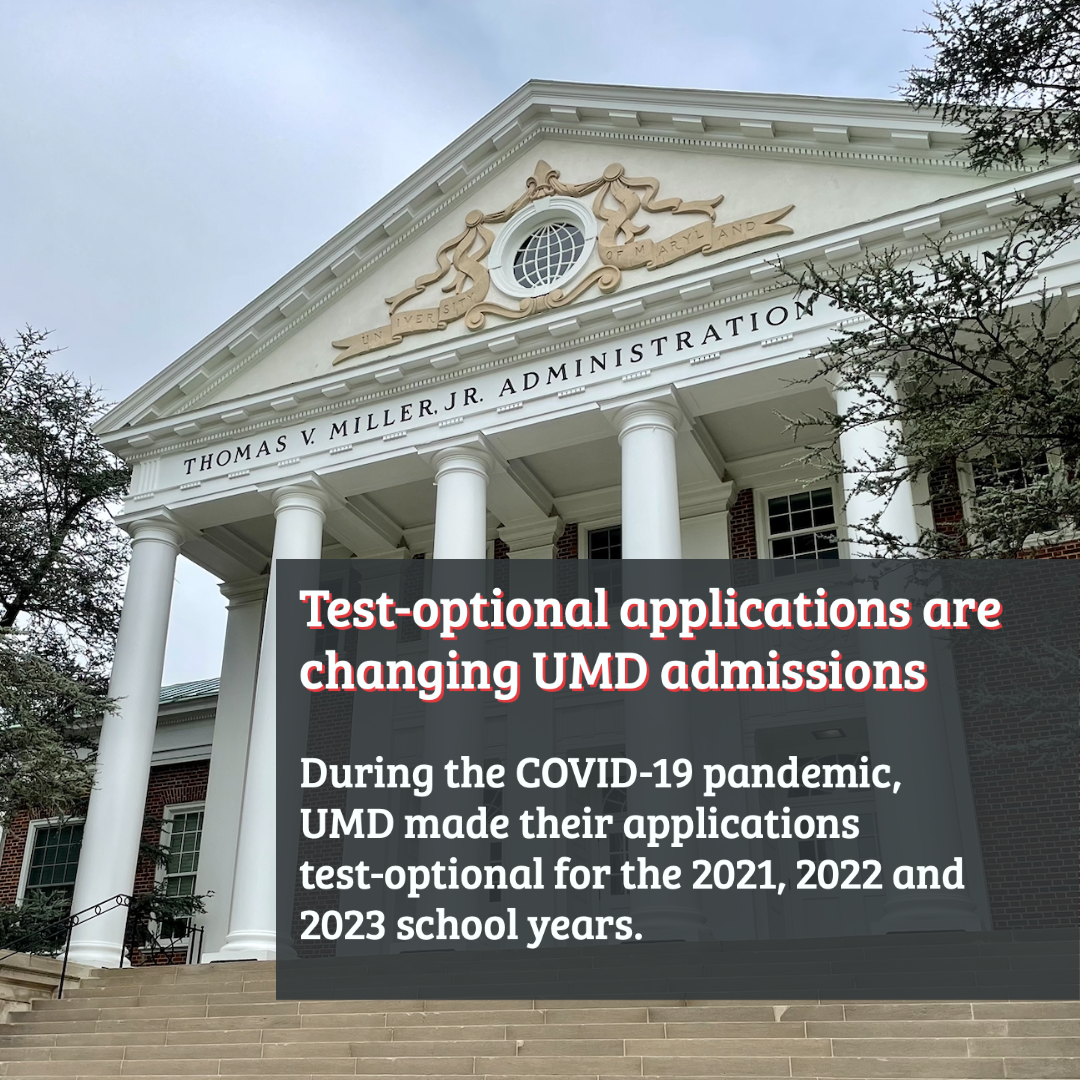 UNIVERSITY OF MARYLAND
THOMAS V. MILLER, JR. ADMINISTRATION
Test-optional applications are
changing UMD admissions
During the COVID-19 pandemic,
UMD made their applications
test-optional for the 2021, 2022 and
2023 school years.